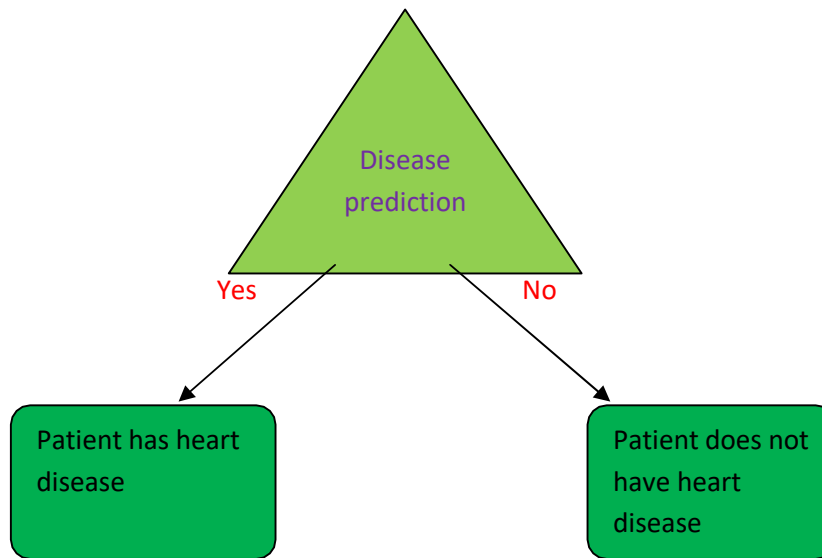 Disease
prediction
Yes
No
Patient has heart
disease
Patient does not
have heart
disease